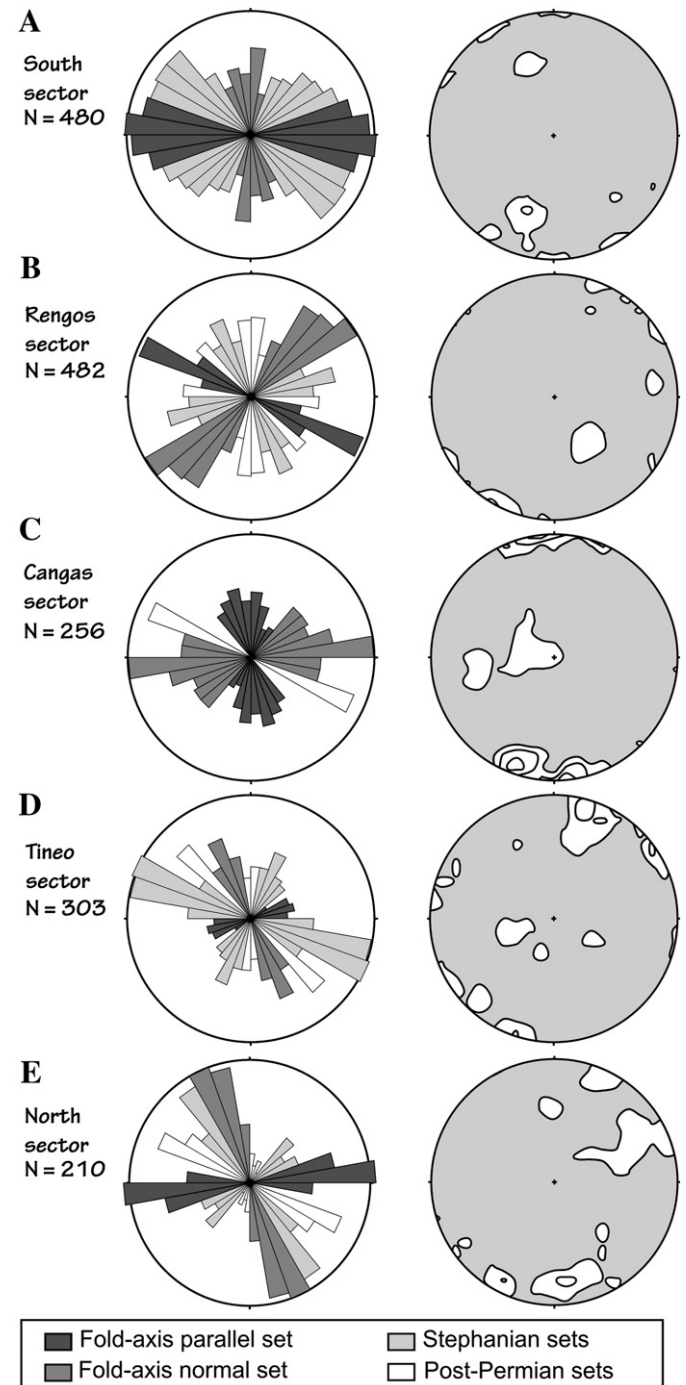 A
South
sector
N = 480
B
Rengos
sector
N = 482
C
Cangas
sector
N = 256
D
Tineo
sector
N = 303
E
North
sector
N = 210
Fold-axis parallel set
Stephanian sets
Fold-axis normal set
Post-Permian sets